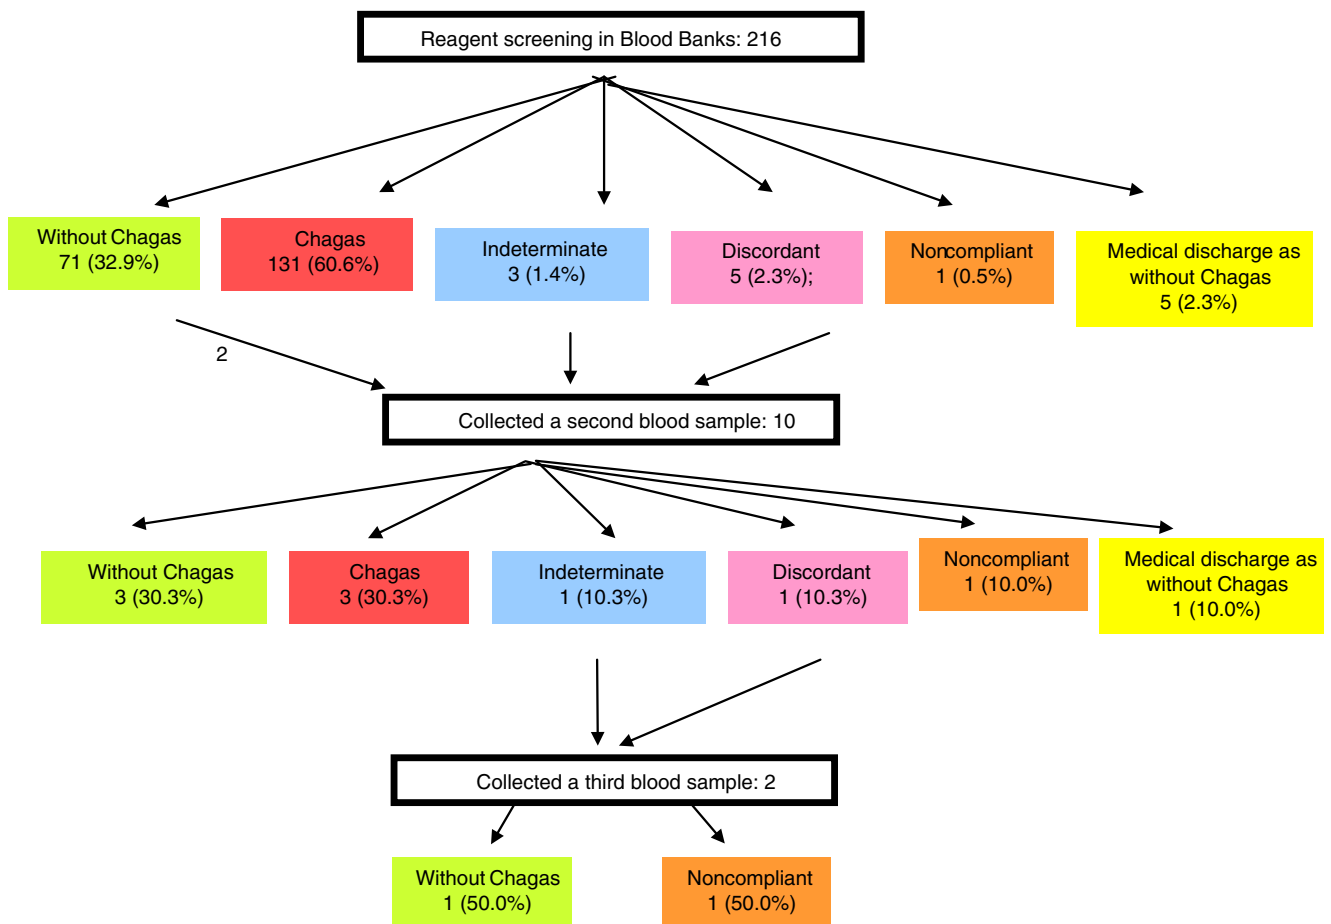 Reagent screening in Blood Banks: 216
Without Chagas
71 (32.9%)
Chagas
131 (60.6%)
Indeterminate
3 (1.4%)
Discordant
5 (2.3%);
Noncompliant
1 (0.5%)
Medical discharge as
without Chagas
5 (2.3%)
2
Collected a second blood sample: 10
Without Chagas
3 (30.3%)
Chagas
3 (30.3%)
Indeterminate
1 (10.3%)
Discordant
1 (10.3%)
Noncompliant
1 (10.0%)
Medical discharge as
without Chagas
1 (10.0%)
Collected a third blood sample: 2
Without Chagas
1 (50.0%)
Noncompliant
1 (50.0%)